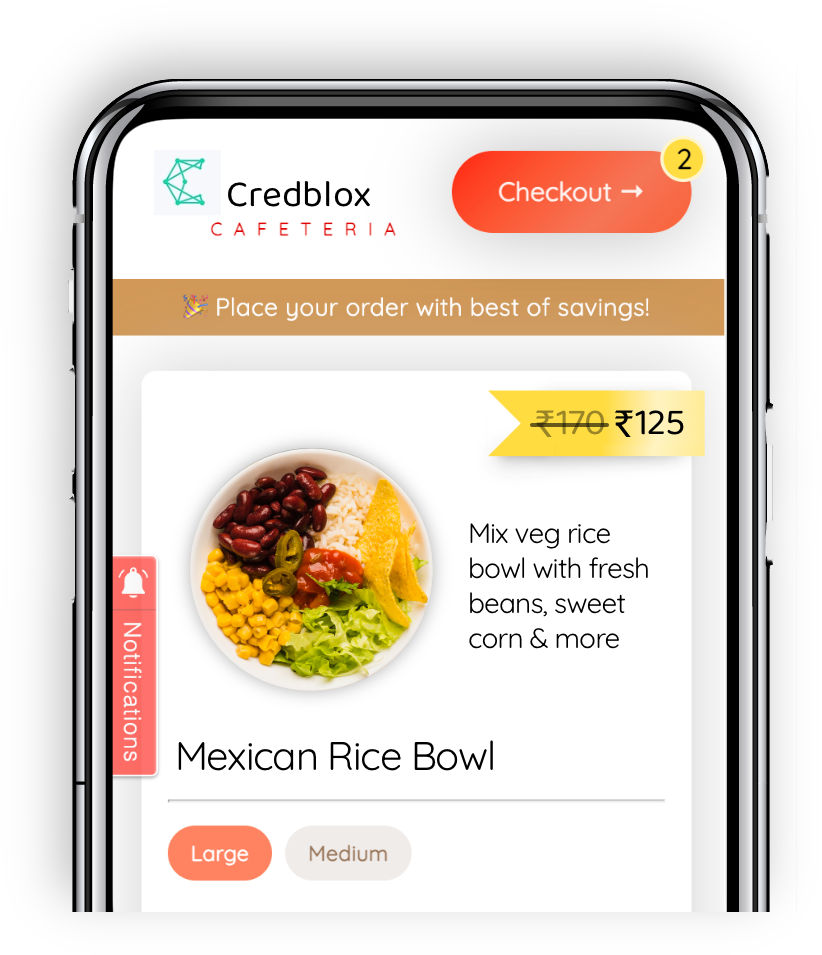 Credblox
CAFETERIA
Checkout →
2
🎉 Place your order with best of savings!
₹170 ₹125
Mix veg rice
bowl with fresh
beans, sweet
corn & more
Notifications
Mexican Rice Bowl
Large
Medium